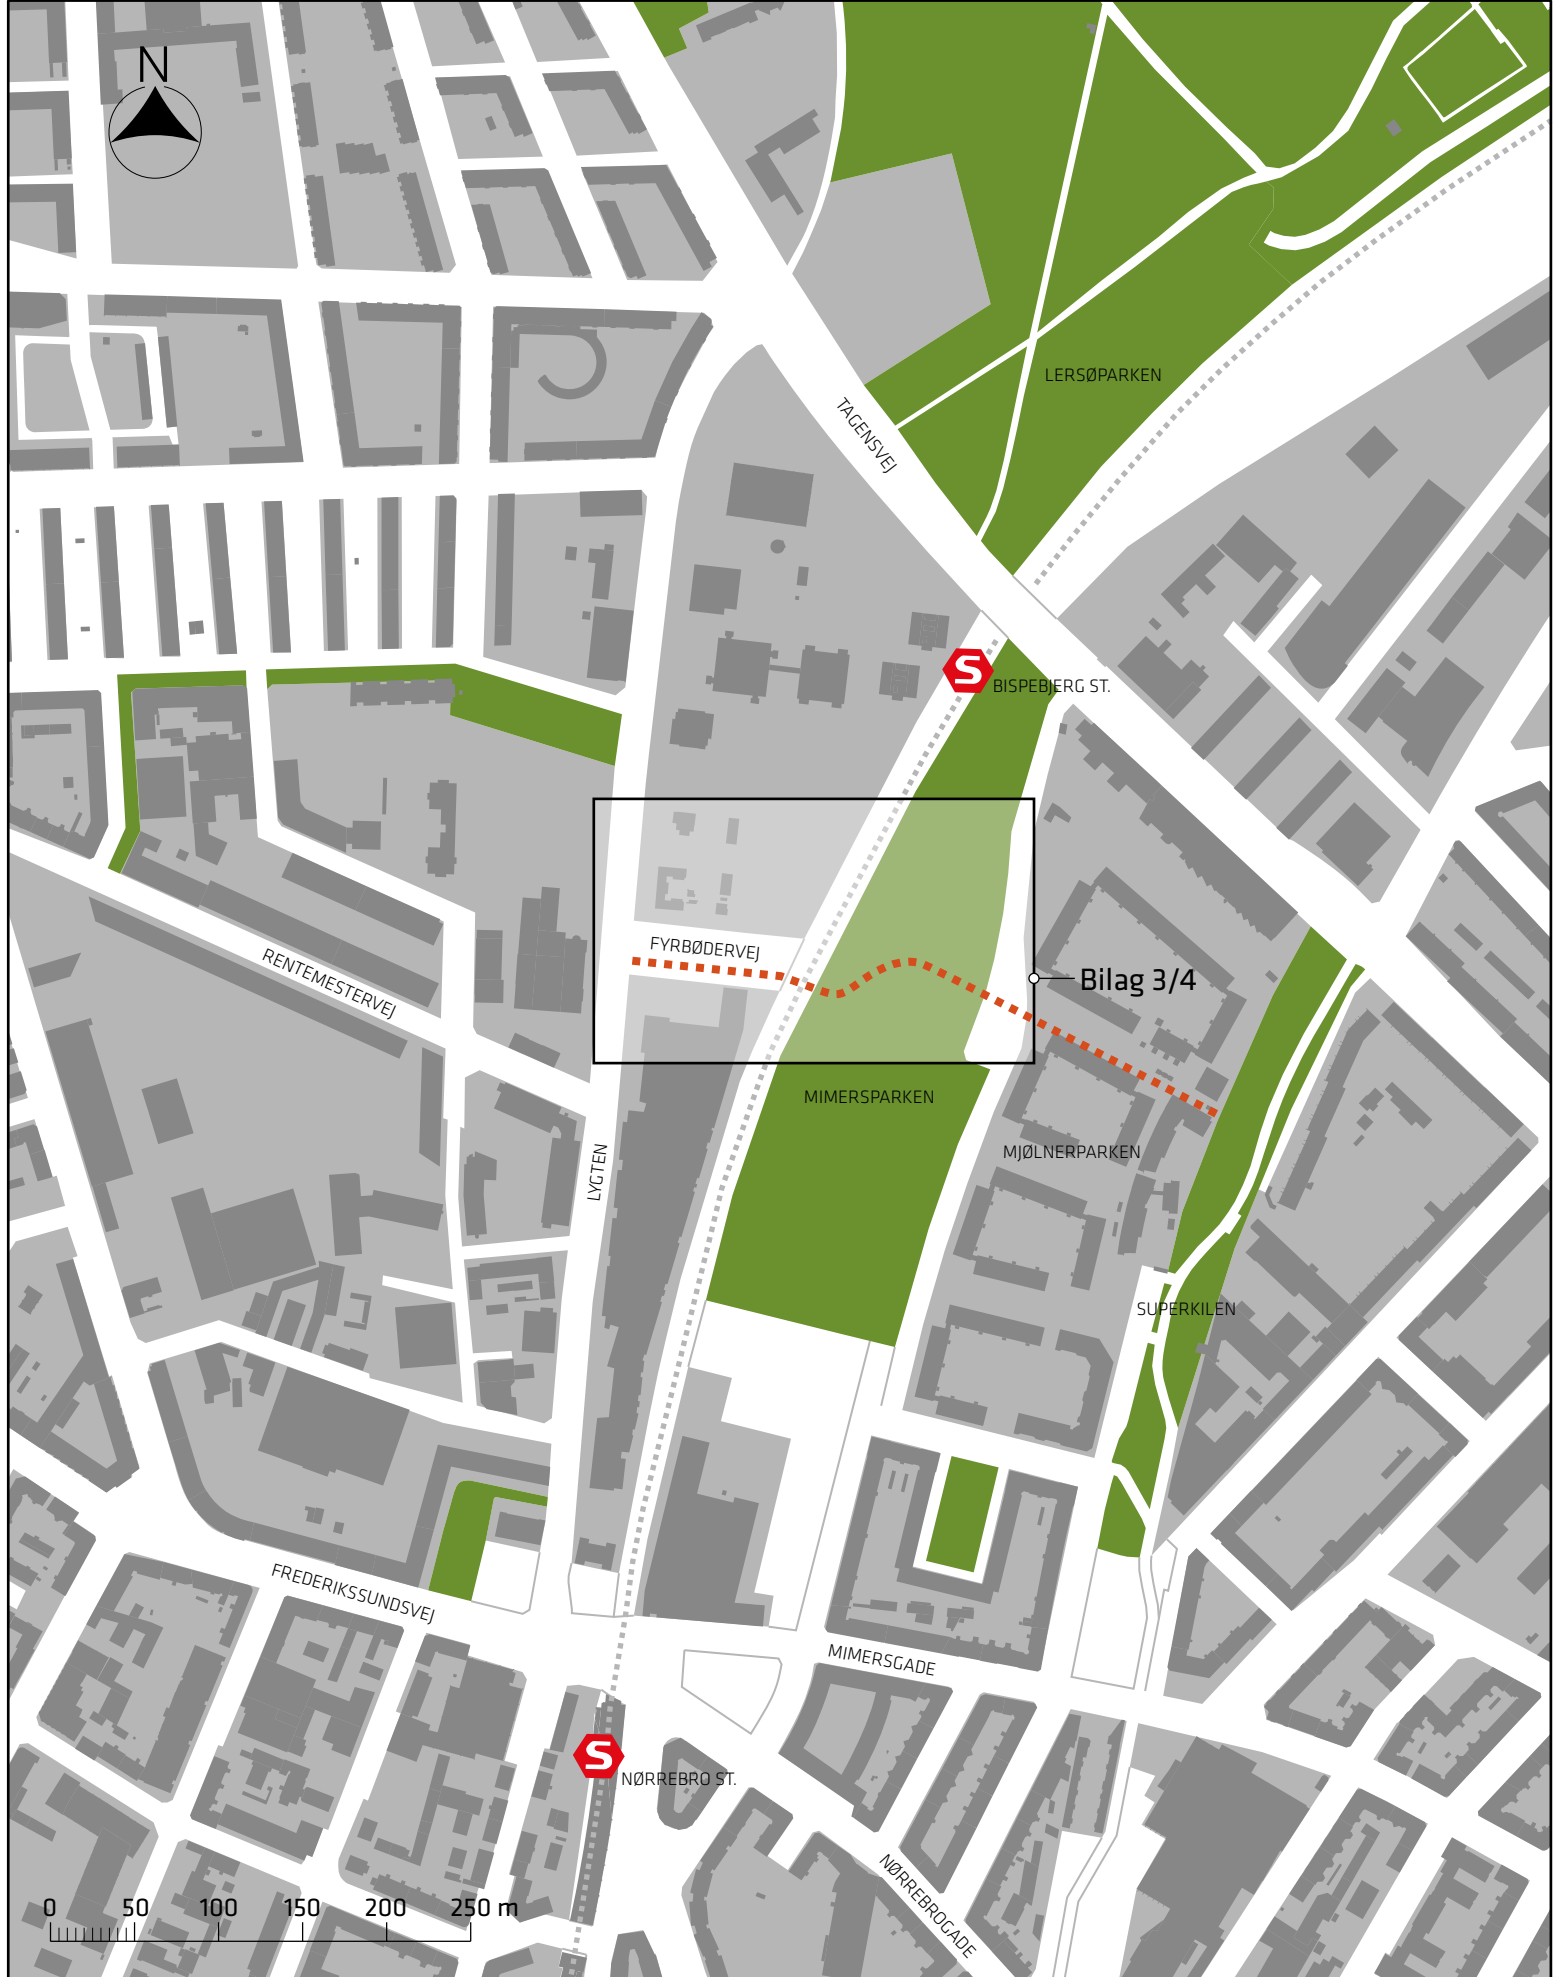 N
LERSØPARKEN
TAGENSVEJ
S
BISPEBJERG ST.
FYRBØDERVEJ
RENTEMESTERVEJ
Bilag 3/4
MIMERSPARKEN
MJØLNERPARKEN
LYGTEN
SUPERKILEN
FREDERIKSSUNDSVEJ
MIMERSGADE
S
NØRREBRO ST.
NØRREBROGADE
0 50 100 150 200 250 m